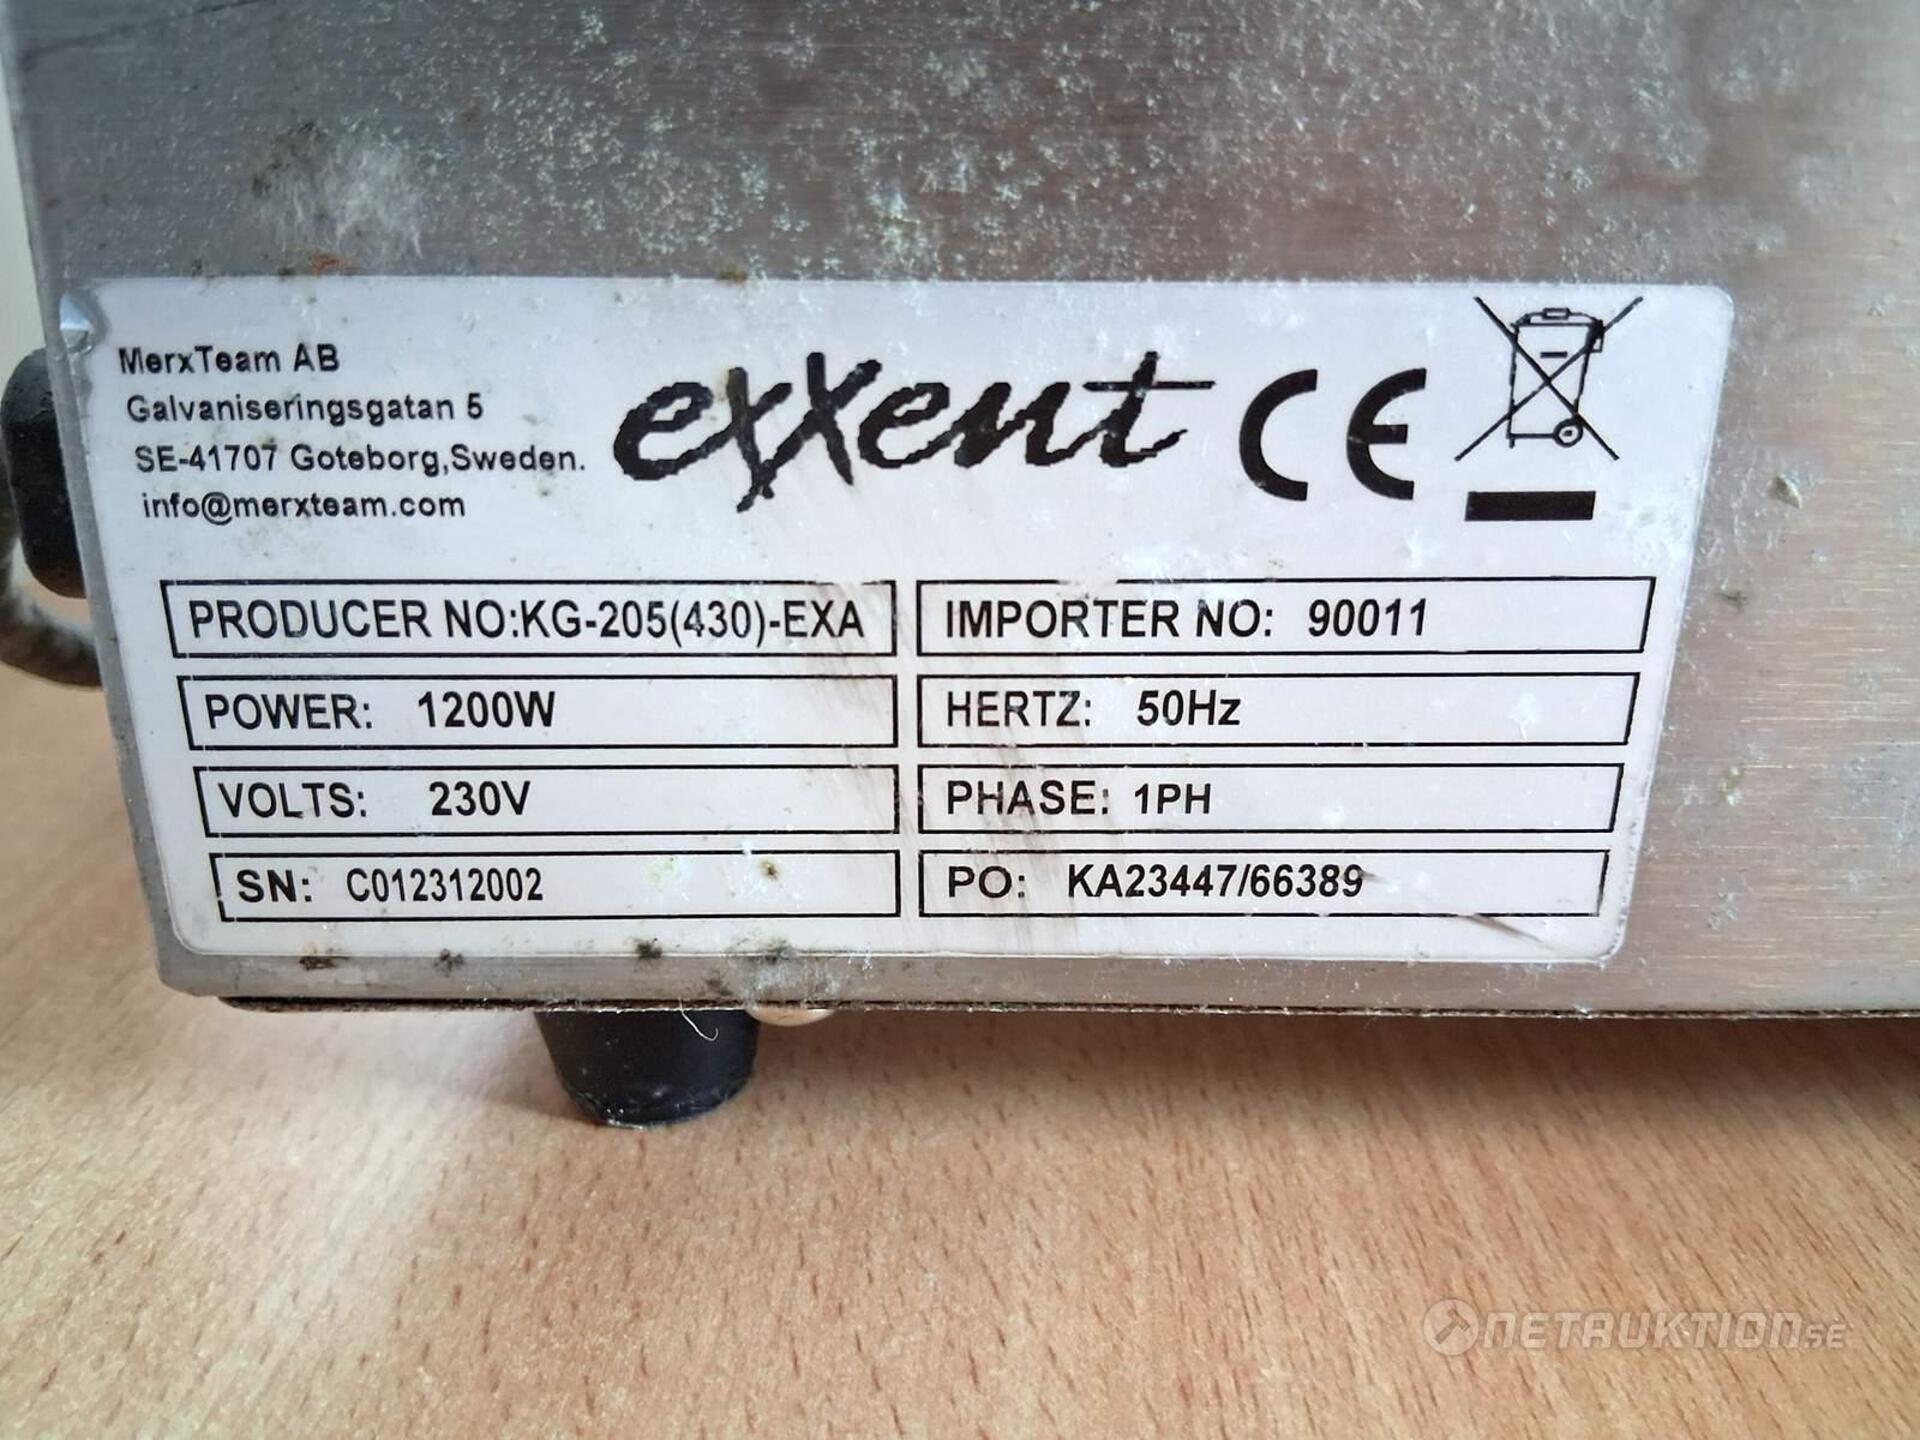 MerxTeam AB
Galvaniseringsgatan 5
SE-41707 Goteborg,Sweden.
info@merxteam.com
exxent CE
PRODUCER NO:KG-205(430)-EXA
IMPORTER NO: 90011
POWER: 1200W
HERTZ: 50Hz
VOLTS: 230V
PHASE: 1PH
SN: C012312002
PO: KA23447/66389
NETAUKTION.SE